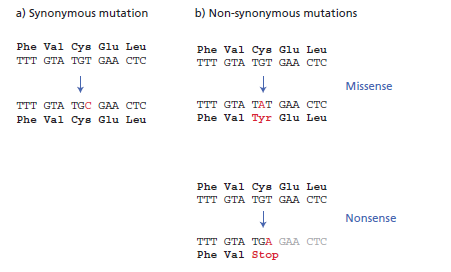 a) Synonymous mutation
Phe Val Cys Glu Leu
TTT GTA TGT GAA CTC
TTT GTA TGC GAA CTC
Phe Val Cys Glu Leu
b) Non-synonymous mutations
Phe Val Cys Glu Leu
TTT GTA TGT GAA CTC
Missense
TTT GTA TAT GAA CTC
Phe Val Tyr Glu Leu
Phe Val Cys Glu Leu
TTT GTA TGT GAA CTC
Nonsense
TTT GTA TGA GAA CTC
Phe Val Stop